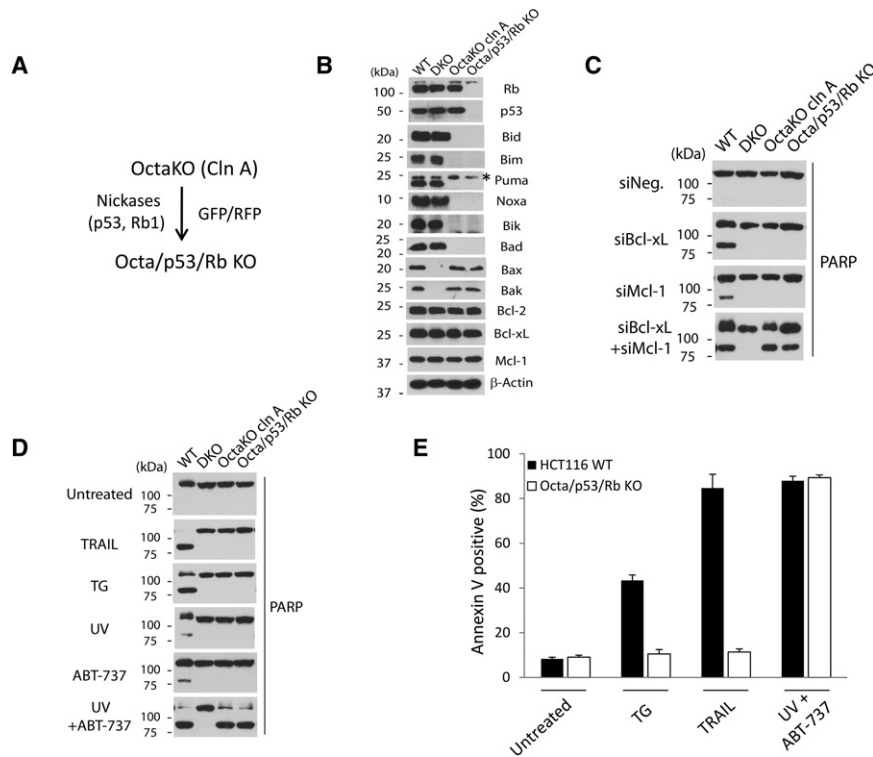 A
OctaKO (Cln A)
Nickases
(p53, Rb1)
GFP/RFP
Octa/p53/Rb KO
B
WT
DKO
OctaKO cln A
Octa/p53/Rb KO
(kDa)
100 - Rb
50 - p53
20 - Bid
25 - Bim
25 - * Puma
10 - Noxa
20 - Bik
25 -
20 - Bad
20 - Bax
25 - Bak
25 - Bcl-2
25 - Bcl-xL
37 - Mcl-1
37 - β-Actin
C
WT
DKO
OctaKO cln A
Octa/p53/Rb KO
(kDa)
siNeg. 100 -
75 -
siBcl-xL 100 -
75 -
siMcl-1 100 -
75 -
siBcl-xL
+siMcl-1 100 -
75 -
PARP
D
WT
DKO
OctaKO cln A
Octa/p53/Rb KO
(kDa)
Untreated 100 -
75 -
TRAIL 100 -
75 -
TG 100 -
75 -
UV 100 -
75 -
ABT-737 100 -
75 -
UV
+ABT-737 100 -
75 -
PARP
E
HCT116 WT
Octa/p53/Rb KO
Annexin V positive (%)
100
80
60
40
20
0
Untreated
TG
TRAIL
UV +
ABT-737